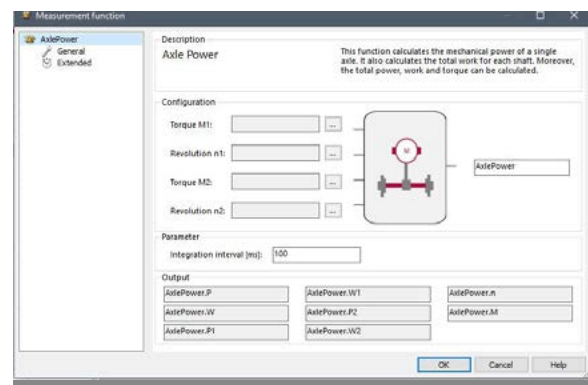 Measurement function
AxlePower
General
Extended
Description
Axle Power
This function calculates the mechanical power of a single
axle. It also calculates the total work for each shaft. Moreover,
the total power, work and torque can be calculated.
Configuration
Torque M1:
...
Revolution n1:
...
M
AxlePower
Torque M2:
...
Revolution n2:
...
Parameter
Integration interval [ms]: 100
Output
AxlePower.P AxlePower.W1 AxlePower.n
AxlePower.W AxlePower.P2 AxlePower.M
AxlePower.P1 AxlePower.W2
OK Cancel Help